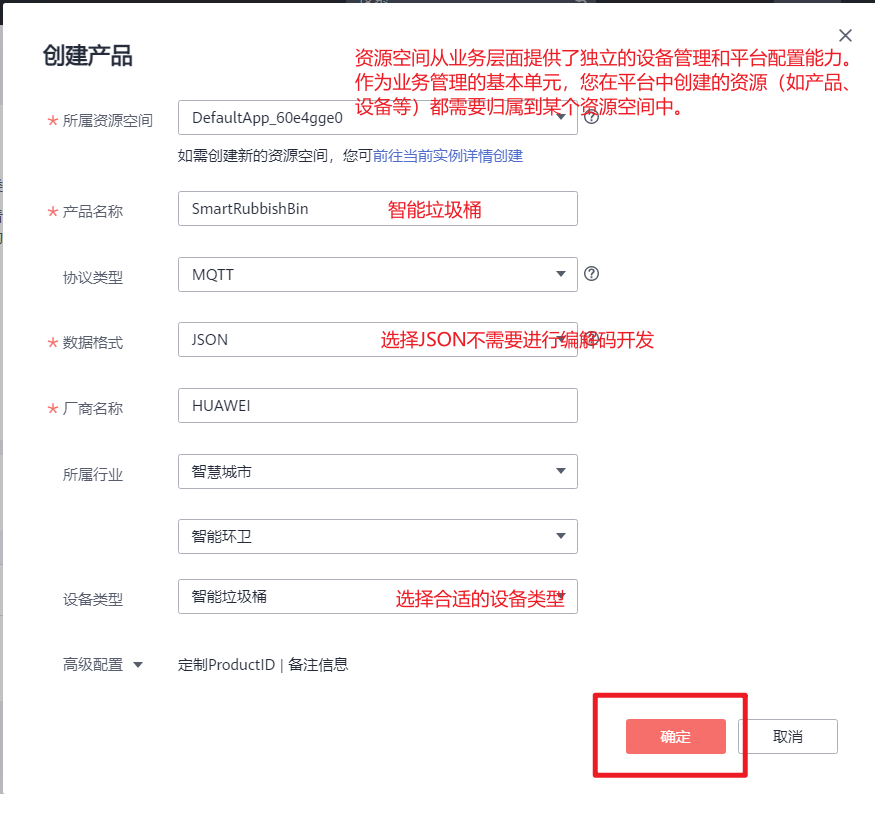 创建产品
资源空间从业务层面提供了独立的设备管理和平台配置能力。
作为业务管理的基本单元，您在平台中创建的资源（如产品、
设备等）都需要归属到某个资源空间中。
* 所属资源空间 DefaultApp_60e4gge0
如需创建新的资源空间，您可前往当前实例详情创建
* 产品名称 SmartRubbishBin 智能垃圾桶
协议类型 MQTT
* 数据格式 JSON 选择JSON不需要进行编解码开发
* 厂商名称 HUAWEI
所属行业 智慧城市
智能环卫
设备类型 智能垃圾桶 选择合适的设备类型
高级配置 定制ProductID | 备注信息
确定 取消